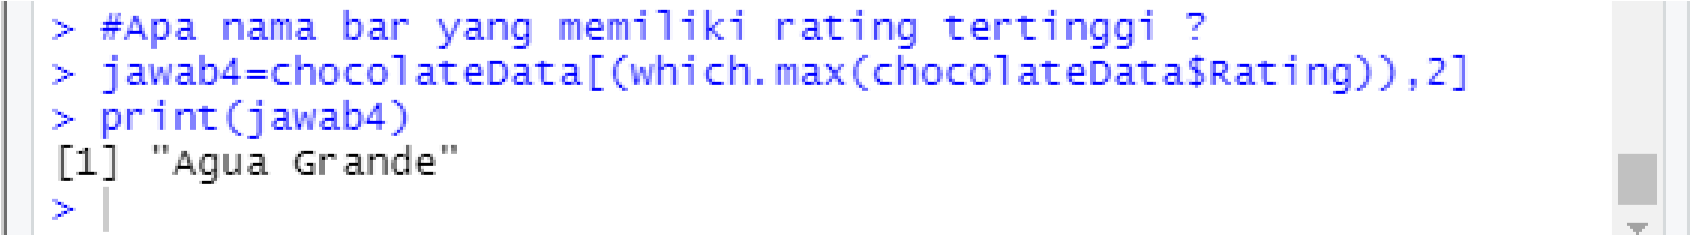 > #Apa nama bar yang memiliki rating tertinggi ?
> jawab4=chocolateData[(which.max(chocolateData$Rating)),2]
> print(jawab4)
[1] "Agua Grande"
>